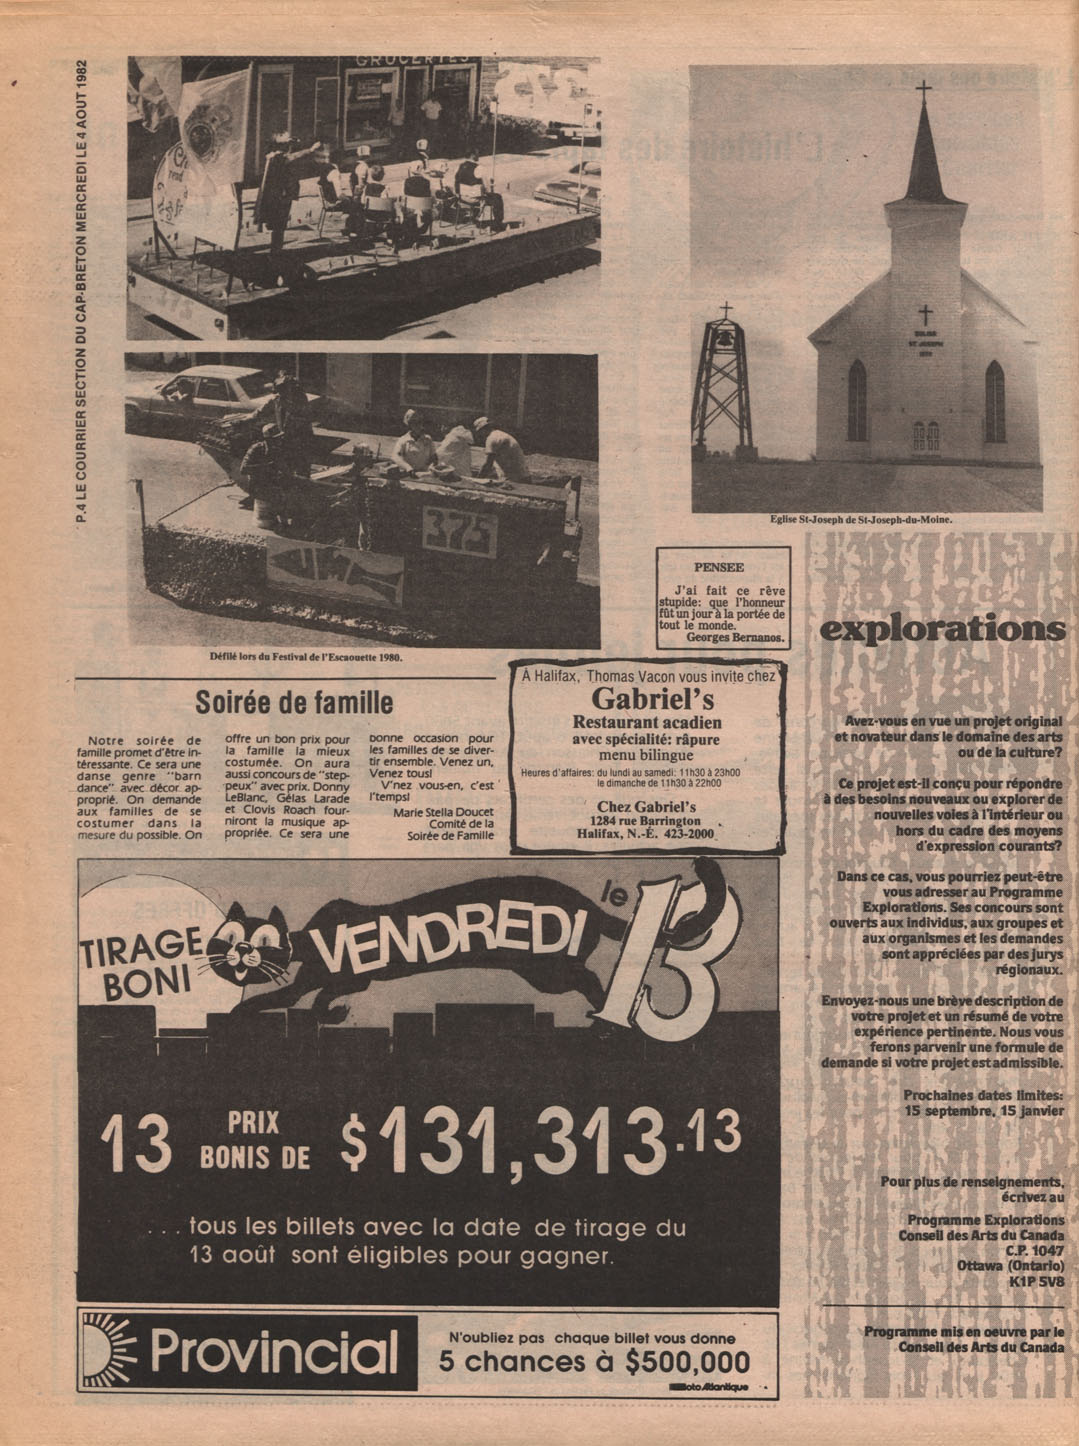 P.4 LE COURRIER SECTION DU CAP-BRETON MERCREDI LE 4 AOUT 1982
GROCERIES
375
Défilé lors du Festival de l'Escaouette 1980.
EGLISE
ST JOSEPH
Eglise St-Joseph de St-Joseph-du-Moine.
PENSEE
J'ai fait ce rêve
stupide: que l'honneur
fût un jour à la portée de
tout le monde.
Georges Bernanos.
Soirée de famille
Notre soirée de
famille promet d'être in-
téressante. Ce sera une
danse genre "barn
dance" avec décor ap-
proprié. On demande
aux familles de se
costumer dans la
mesure du possible. On
offre un bon prix pour
la famille la mieux
costumée. On aura
aussi concours de "step-
peux" avec prix. Donny
LeBlanc, Gélas Larade
et Clovis Roach four-
niront la musique ap-
propriée. Ce sera une
bonne occasion pour
les familles de se diver-
tir ensemble. Venez un,
Venez tous!
V'nez vous-en, c'est
l'temps!
Marie Stella Doucet
Comité de la
Soirée de Famille
À Halifax, Thomas Vacon vous invite chez
Gabriel's
Restaurant acadien
avec spécialité: râpure
menu bilingue
Heures d'affaires: du lundi au samedi: 11h30 à 23h00
le dimanche de 11h30 à 22h00
Chez Gabriel's
1284 rue Barrington
Halifax, N.-É. 423-2000
TIRAGE
BONI
VENDREDI
le 13
13 PRIX
BONIS DE $131,313.13
... tous les billets avec la date de tirage du
13 août sont éligibles pour gagner.
Provincial
N'oubliez pas chaque billet vous donne
5 chances à $500,000
Loto Atlantique
explorations
Avez-vous en vue un projet original
et novateur dans le domaine des arts
ou de la culture?
Ce projet est-il conçu pour répondre
à des besoins nouveaux ou explorer de
nouvelles voies à l'intérieur ou
hors du cadre des moyens
d'expression courants?
Dans ce cas, vous pourriez peut-être
vous adresser au Programme
Explorations. Ses concours sont
ouverts aux individus, aux groupes et
aux organismes et les demandes
sont appréciées par des jurys
régionaux.
Envoyez-nous une brève description de
votre projet et un résumé de votre
expérience pertinente. Nous vous
ferons parvenir une formule de
demande si votre projet est admissible.
Prochaines dates limites:
15 septembre, 15 janvier
Pour plus de renseignements,
écrivez au
Programme Explorations
Conseil des Arts du Canada
C.P. 1047
Ottawa (Ontario)
K1P 5V8
Programme mis en oeuvre par le
Conseil des Arts du Canada